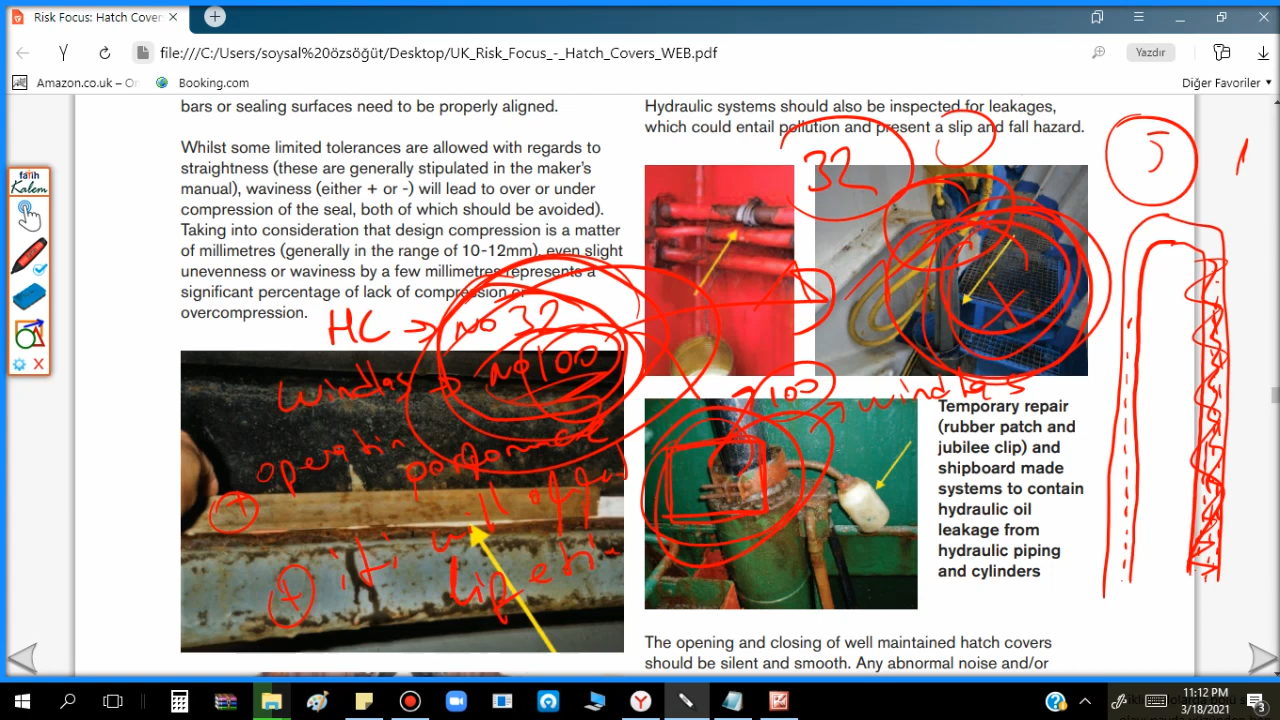 Risk Focus: Hatch Cover
file:///C:/Users/soysal%20özsöğüt/Desktop/UK_Risk_Focus_-_Hatch_Covers_WEB.pdf
Yazdır
Amazon.co.uk – O
Booking.com
Diğer Favoriler
bars or sealing surfaces need to be properly aligned.
Whilst some limited tolerances are allowed with regards to
straightness (these are generally stipulated in the maker's
manual), waviness (either + or -) will lead to over or under
compression of the seal, both of which should be avoided).
Taking into consideration that design compression is a matter
of millimetres (generally in the range of 10-12mm), even slight
unevenness or waviness by a few millimetres represents a
significant percentage of lack of compression or
overcompression.
HC → no 32
no 100
windlas
operatin
performance
will
Hydraulic systems should also be inspected for leakages,
which could entail pollution and present a slip and fall hazard.
32
100
windlas
Temporary repair
(rubber patch and
jubilee clip) and
shipboard made
systems to contain
hydraulic oil
leakage from
hydraulic piping
and cylinders
The opening and closing of well maintained hatch covers
should be silent and smooth. Any abnormal noise and/or
fatih
Kalem
11:12 PM
3/18/2021
3